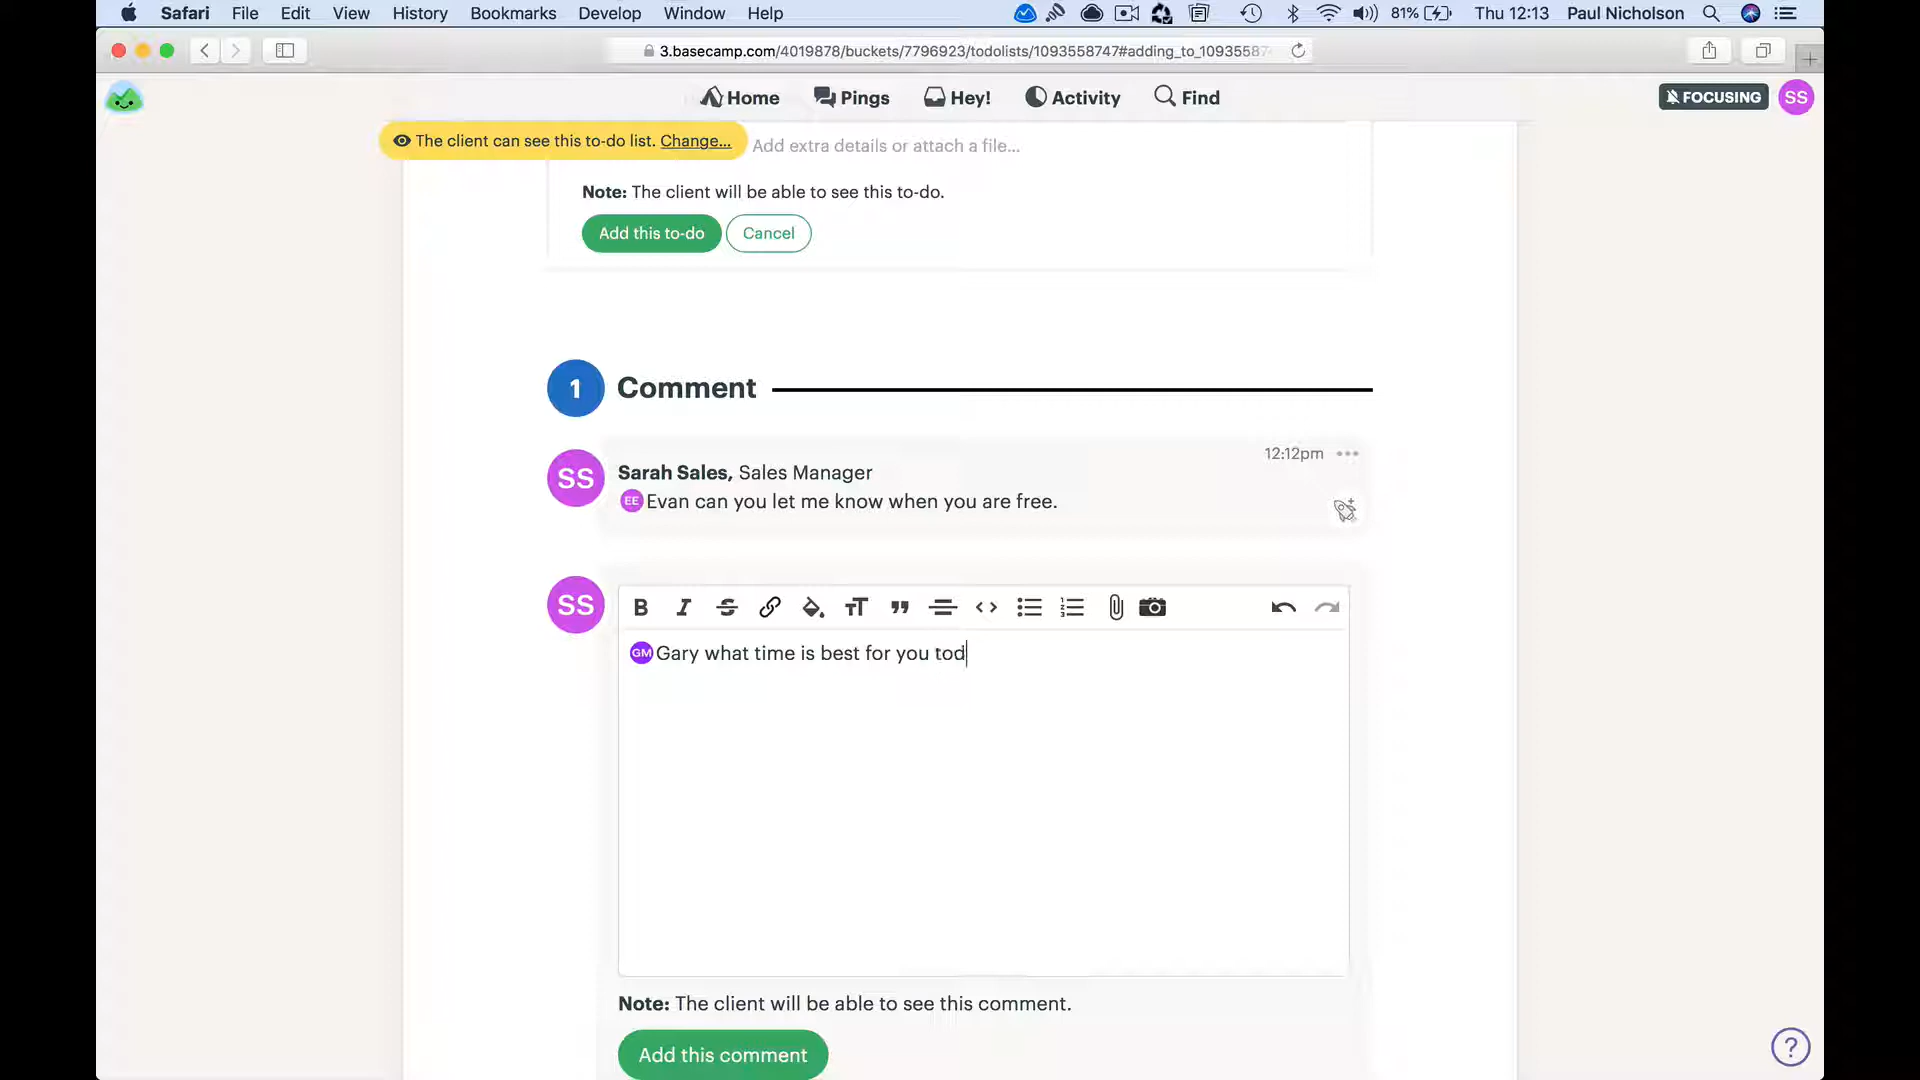 Safari File Edit View History Bookmarks Develop Window Help 81% Thu 12:13 Paul Nicholson
3.basecamp.com/4019878/buckets/7796923/todolists/1093558747#adding_to_10935587
Home Pings Hey! Activity Find FOCUSING SS
The client can see this to-do list. Change... Add extra details or attach a file...
Note: The client will be able to see this to-do.
Add this to-do Cancel
1 Comment
12:12pm
SS Sarah Sales, Sales Manager
EE Evan can you let me know when you are free.
SS
GM Gary what time is best for you tod
Note: The client will be able to see this comment.
Add this comment
?